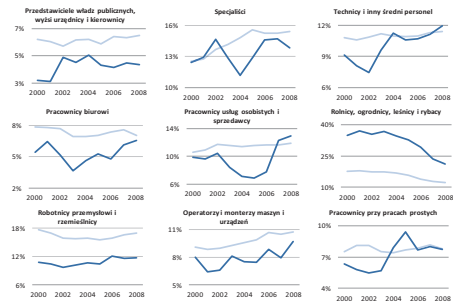 Przedstawiciele władz publicznych,
wyżsi urzędnicy i kierownicy
7%
5%
3%
2000 2002 2004 2006 2008
Specjaliści
16%
13%
10%
2000 2002 2004 2006 2008
Technicy i inny średni personel
12%
9%
6%
2000 2002 2004 2006 2008
Pracownicy biurowi
8%
5%
2%
2000 2002 2004 2006 2008
Pracownicy usług osobistych i
sprzedawcy
14%
10%
6%
2000 2002 2004 2006 2008
Rolnicy, ogrodnicy, leśnicy i rybacy
40%
25%
10%
2000 2002 2004 2006 2008
Robotnicy przemysłowi i
rzemieślnicy
18%
12%
6%
2000 2002 2004 2006 2008
Operatorzy i monterzy maszyn i
urządzeń
11%
8%
5%
2000 2002 2004 2006 2008
Pracownicy przy pracach prostych
10%
7%
4%
2000 2002 2004 2006 2008